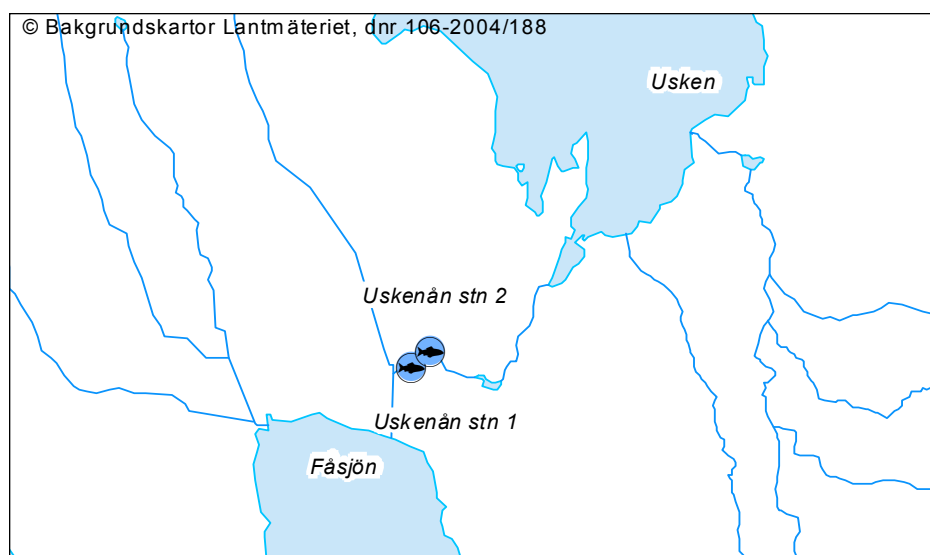 © Bakgrundskartor Lantmäteriet, dnr 106-2004/188
Usken
Uskenån stn 2
Uskenån stn 1
Fåsjön